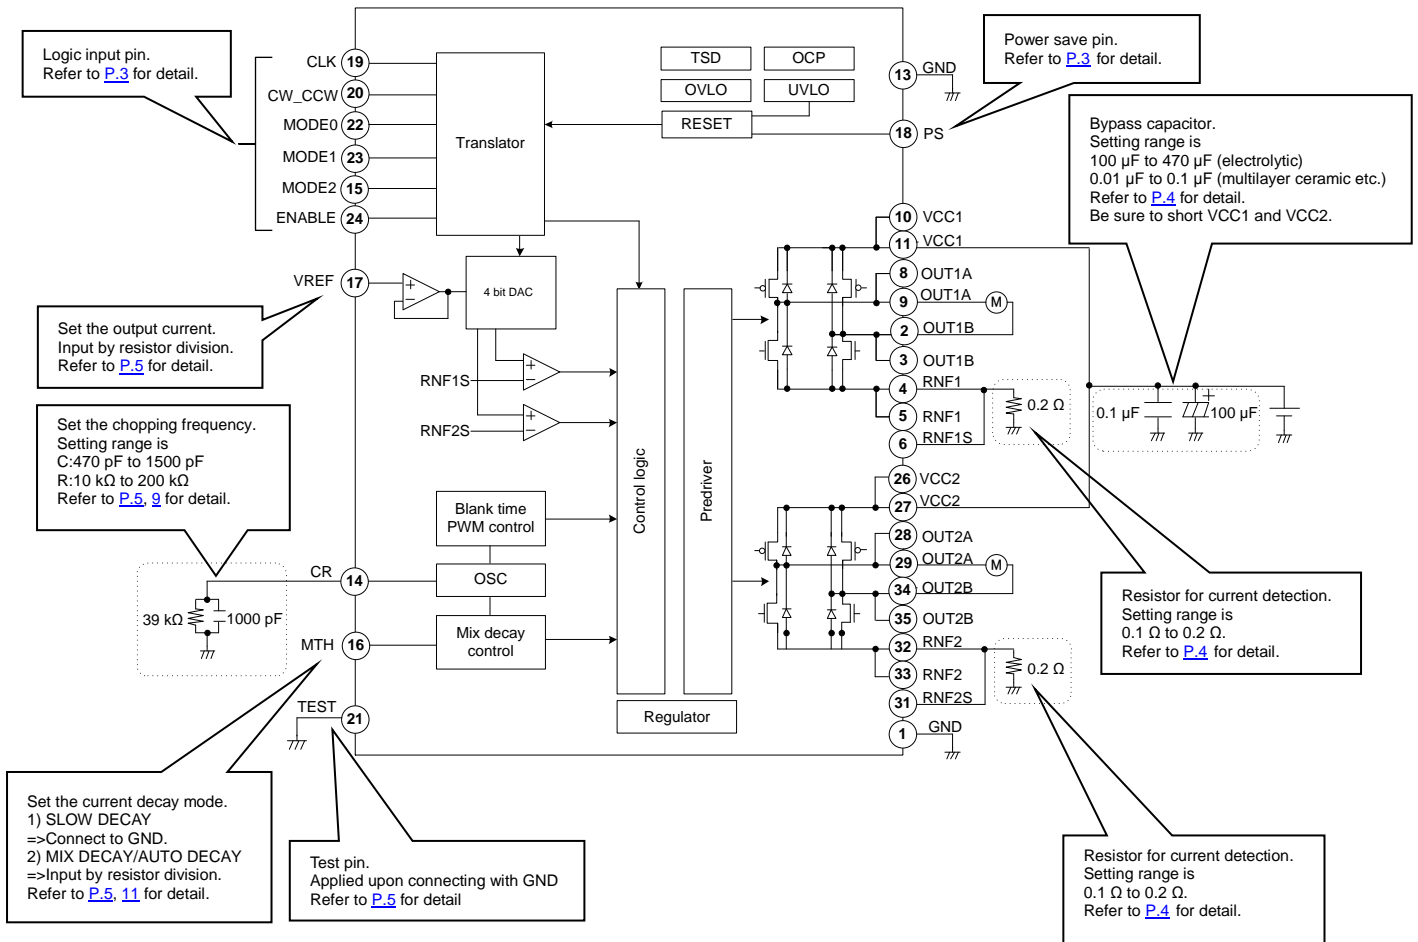 Logic input pin.
Refer to P.3 for detail.
CLK
19
CW_CCW
20
MODE0
22
MODE1
23
MODE2
15
ENABLE
24
Translator
TSD
OCP
OVLO
UVLO
RESET
13
GND
18
PS
Power save pin.
Refer to P.3 for detail.
Bypass capacitor.
Setting range is
100 µF to 470 µF (electrolytic)
0.01 µF to 0.1 µF (multilayer ceramic etc.)
Refer to P.4 for detail.
Be sure to short VCC1 and VCC2.
VREF
17
+
−
4 bit DAC
Set the output current.
Input by resistor division.
Refer to P.5 for detail.
RNF1S
+
−
RNF2S
+
−
Set the chopping frequency.
Setting range is
C:470 pF to 1500 pF
R:10 kΩ to 200 kΩ
Refer to P.5, 9 for detail.
Control logic
Predriver
Blank time
PWM control
OSC
Mix decay
control
Regulator
CR
14
39 kΩ
1000 pF
MTH
16
TEST
21
10
VCC1
11
VCC1
8
OUT1A
9
OUT1A
M
2
OUT1B
3
OUT1B
4
RNF1
5
RNF1
6
RNF1S
0.2 Ω
0.1 µF
+
100 µF
26
VCC2
27
VCC2
28
OUT2A
29
OUT2A
M
34
OUT2B
35
OUT2B
32
RNF2
33
RNF2
31
RNF2S
0.2 Ω
1
GND
Resistor for current detection.
Setting range is
0.1 Ω to 0.2 Ω.
Refer to P.4 for detail.
Set the current decay mode.
1) SLOW DECAY
=>Connect to GND.
2) MIX DECAY/AUTO DECAY
=>Input by resistor division.
Refer to P.5, 11 for detail.
Test pin.
Applied upon connecting with GND
Refer to P.5 for detail
Resistor for current detection.
Setting range is
0.1 Ω to 0.2 Ω.
Refer to P.4 for detail.